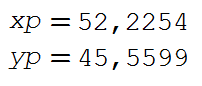 xp = 52,2254
yp = 45,5599